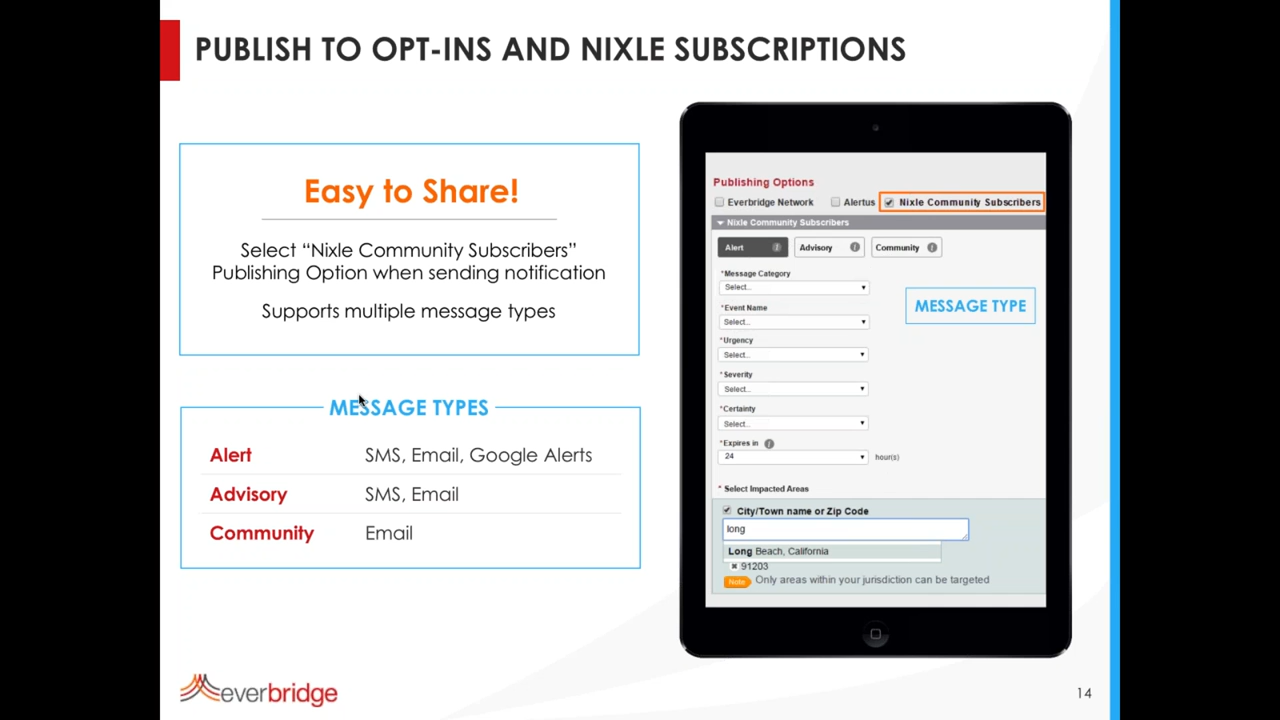 PUBLISH TO OPT-INS AND NIXLE SUBSCRIPTIONS
Easy to Share!
Select “Nixle Community Subscribers”
Publishing Option when sending notification
Supports multiple message types
MESSAGE TYPES
Alert SMS, Email, Google Alerts
Advisory SMS, Email
Community Email
Publishing Options
Everbridge Network Alertus Nixle Community Subscribers
Nixle Community Subscribers
Alert i Advisory i Community i
*Message Category
Select...
MESSAGE TYPE
*Event Name
Select...
*Urgency
Select...
*Severity
Select...
*Certainty
Select...
*Expires in i
24 hour(s)
* Select Impacted Areas
City/Town name or Zip Code
long
Long Beach, California
91203
Note Only areas within your jurisdiction can be targeted
everbridge
14